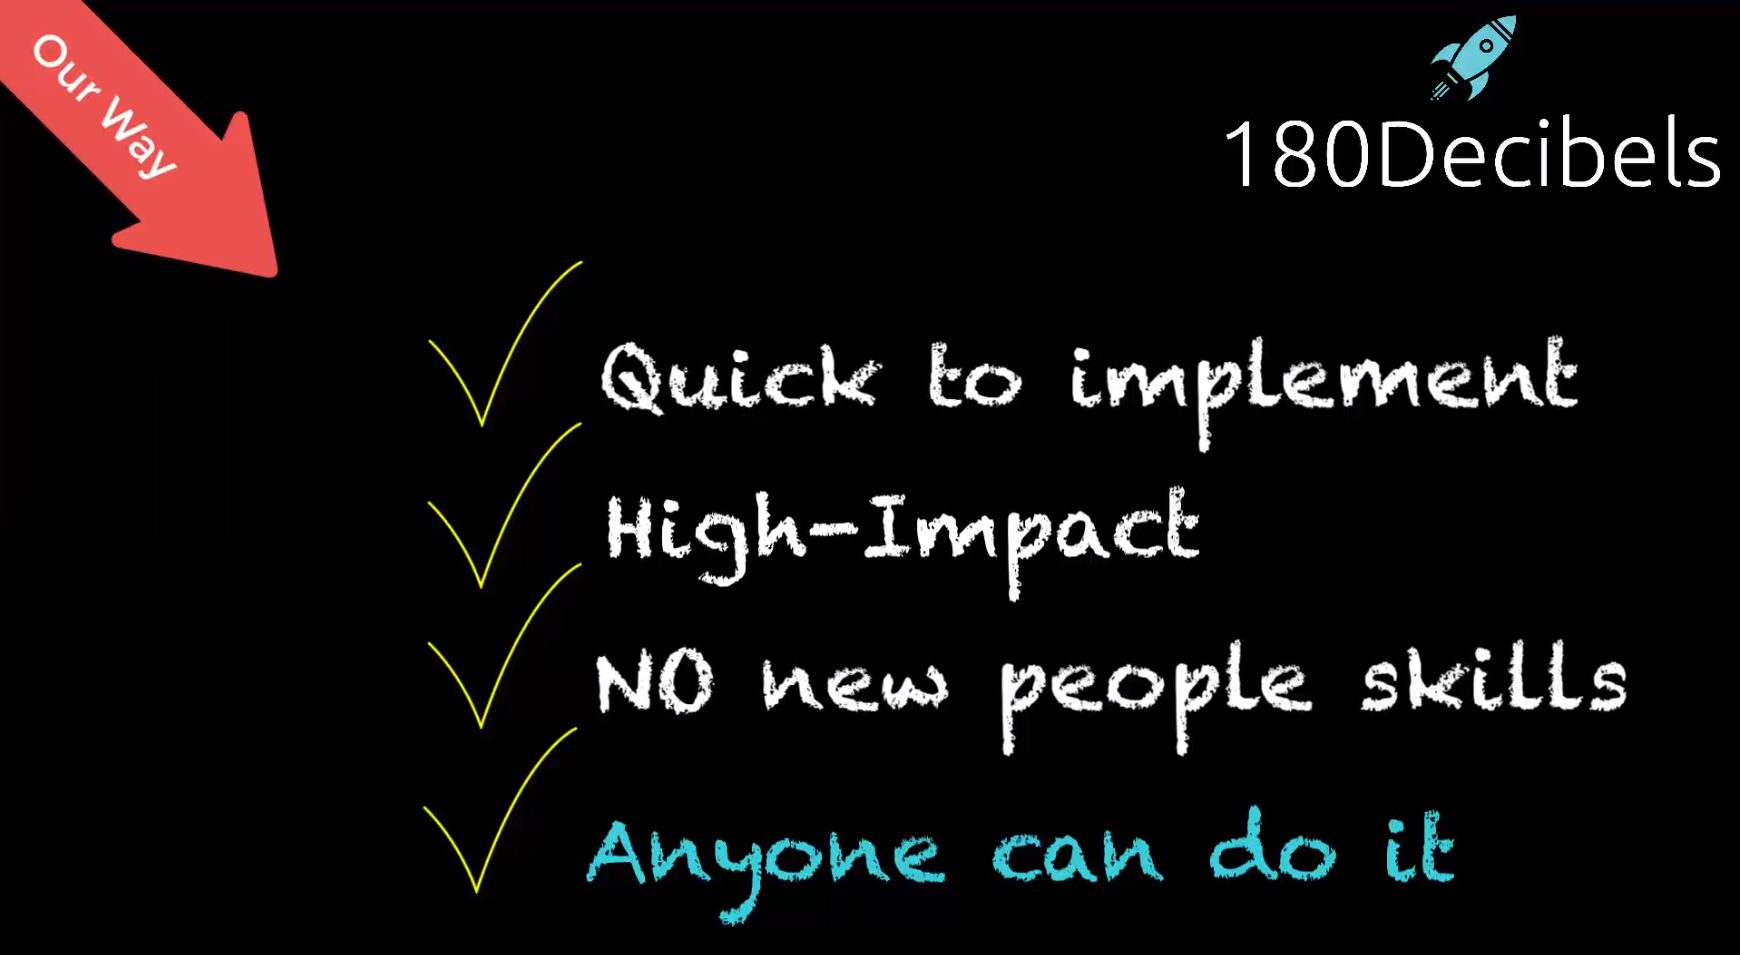 Our Way
180Decibels
Quick to implement
High-Impact
NO new people skills
Anyone can do it